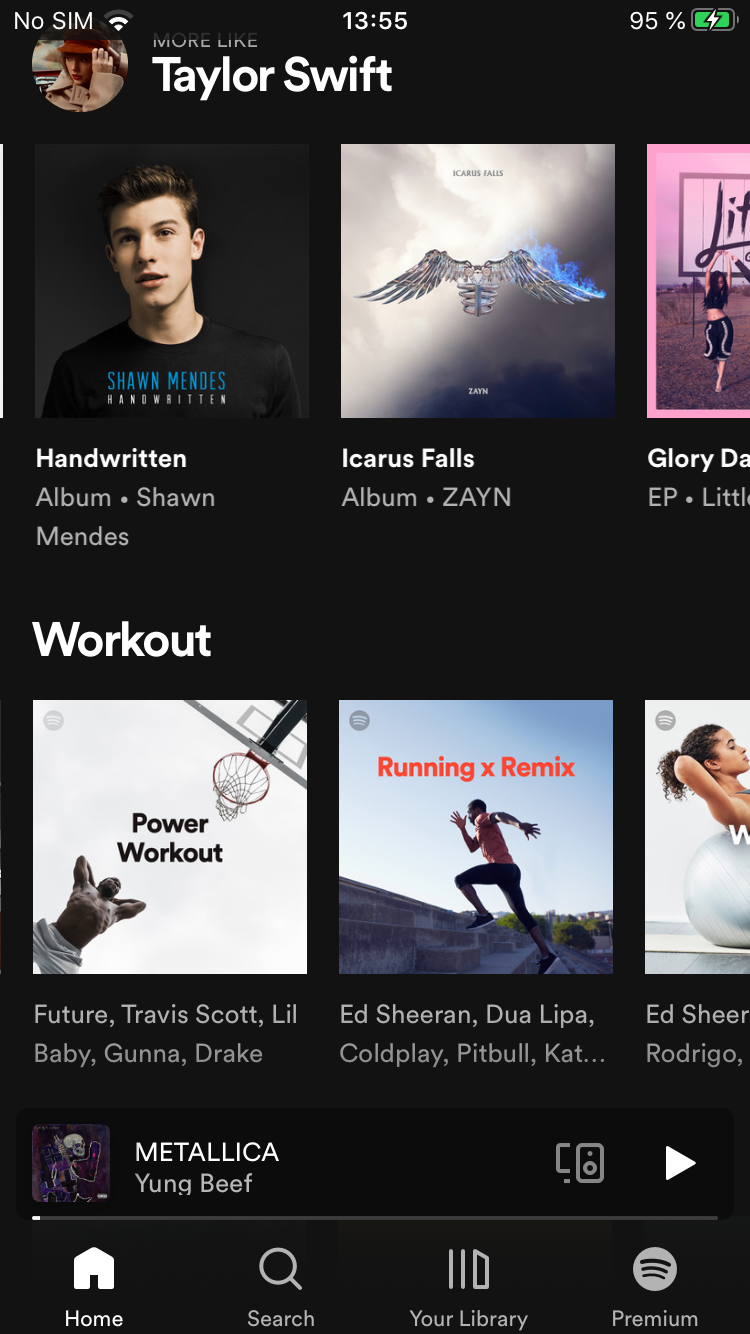 No SIM 13:55 95 %
MORE LIKE
Taylor Swift
ICARUS FALLS
SHAWN MENDES
HANDWRITTEN
ZAYN
Handwritten
Album • Shawn
Mendes
Icarus Falls
Album • ZAYN
Glory Da
EP • Little
Workout
Power
Workout
Running x Remix
W
Future, Travis Scott, Lil
Baby, Gunna, Drake
Ed Sheeran, Dua Lipa,
Coldplay, Pitbull, Kat...
Ed Sheer
Rodrigo,
METALLICA
Yung Beef
Home
Search
Your Library
Premium